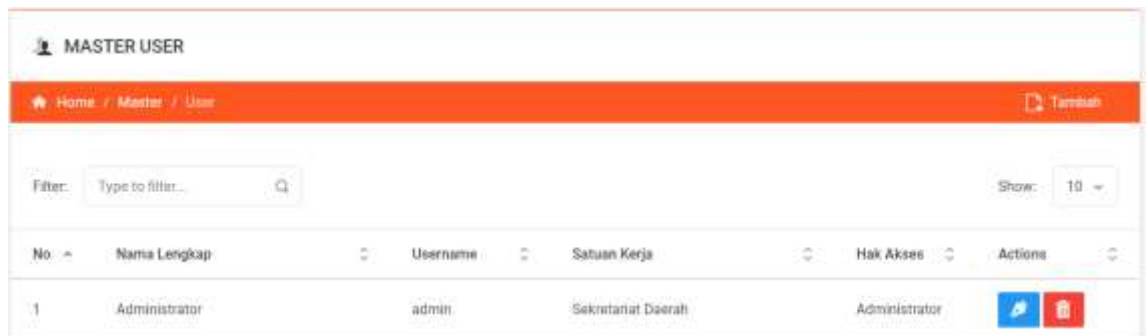 MASTER USER
Home / Master / User
Tambah
Filter: Type to filter... Show: 10
No Nama Lengkap Username Satuan Kerja Hak Akses Actions
1 Administrator admin Sekretariat Daerah Administrator